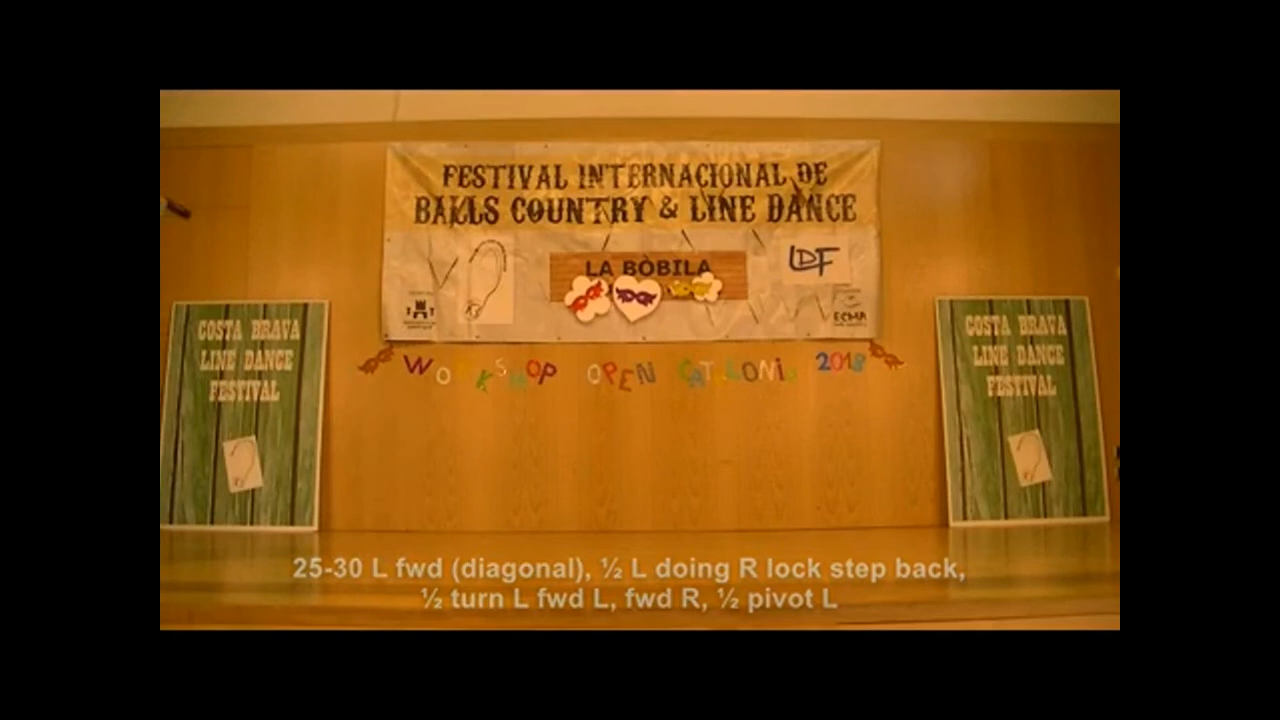 FESTIVAL INTERNACIONAL DE
BALLS COUNTRY & LINE DANCE
LA BÒBILA
LDF
ECMA
WORKSHOP OPEN CATALONIA 2018
COSTA BRAVA
LINE DANCE
FESTIVAL
COSTA BRAVA
LINE DANCE
FESTIVAL
25-30 L fwd (diagonal), ½ L doing R lock step back,
½ turn L fwd L, fwd R, ½ pivot L